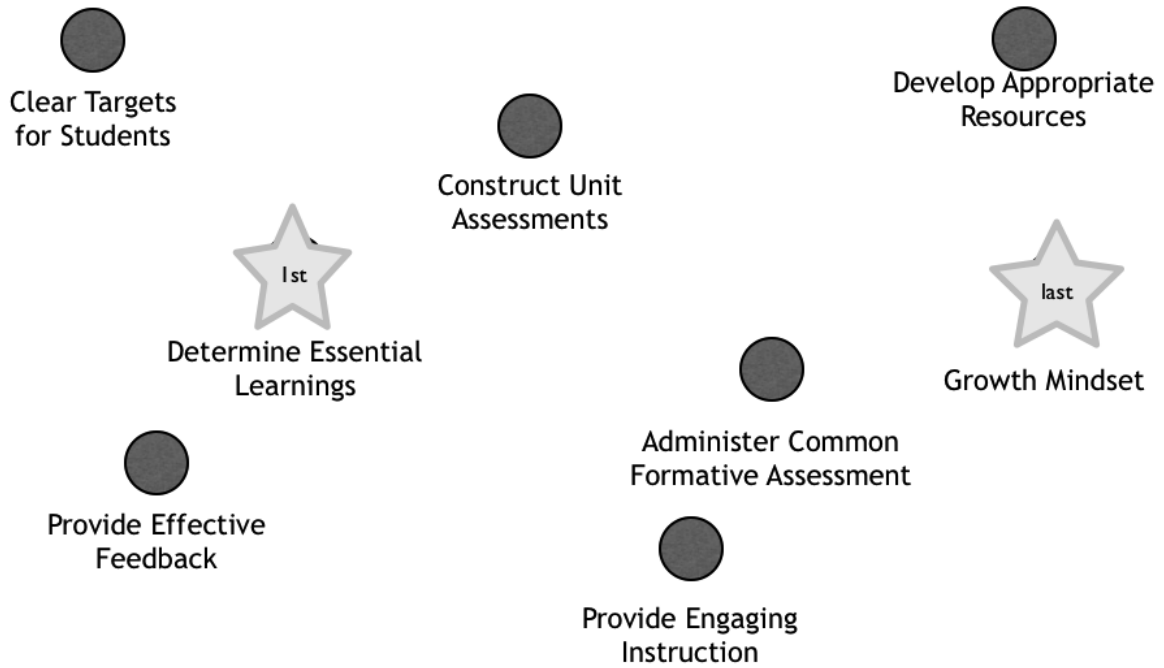 Clear Targets
for Students
Develop Appropriate
Resources
Construct Unit
Assessments
1st
last
Determine Essential
Learnings
Growth Mindset
Administer Common
Formative Assessment
Provide Effective
Feedback
Provide Engaging
Instruction